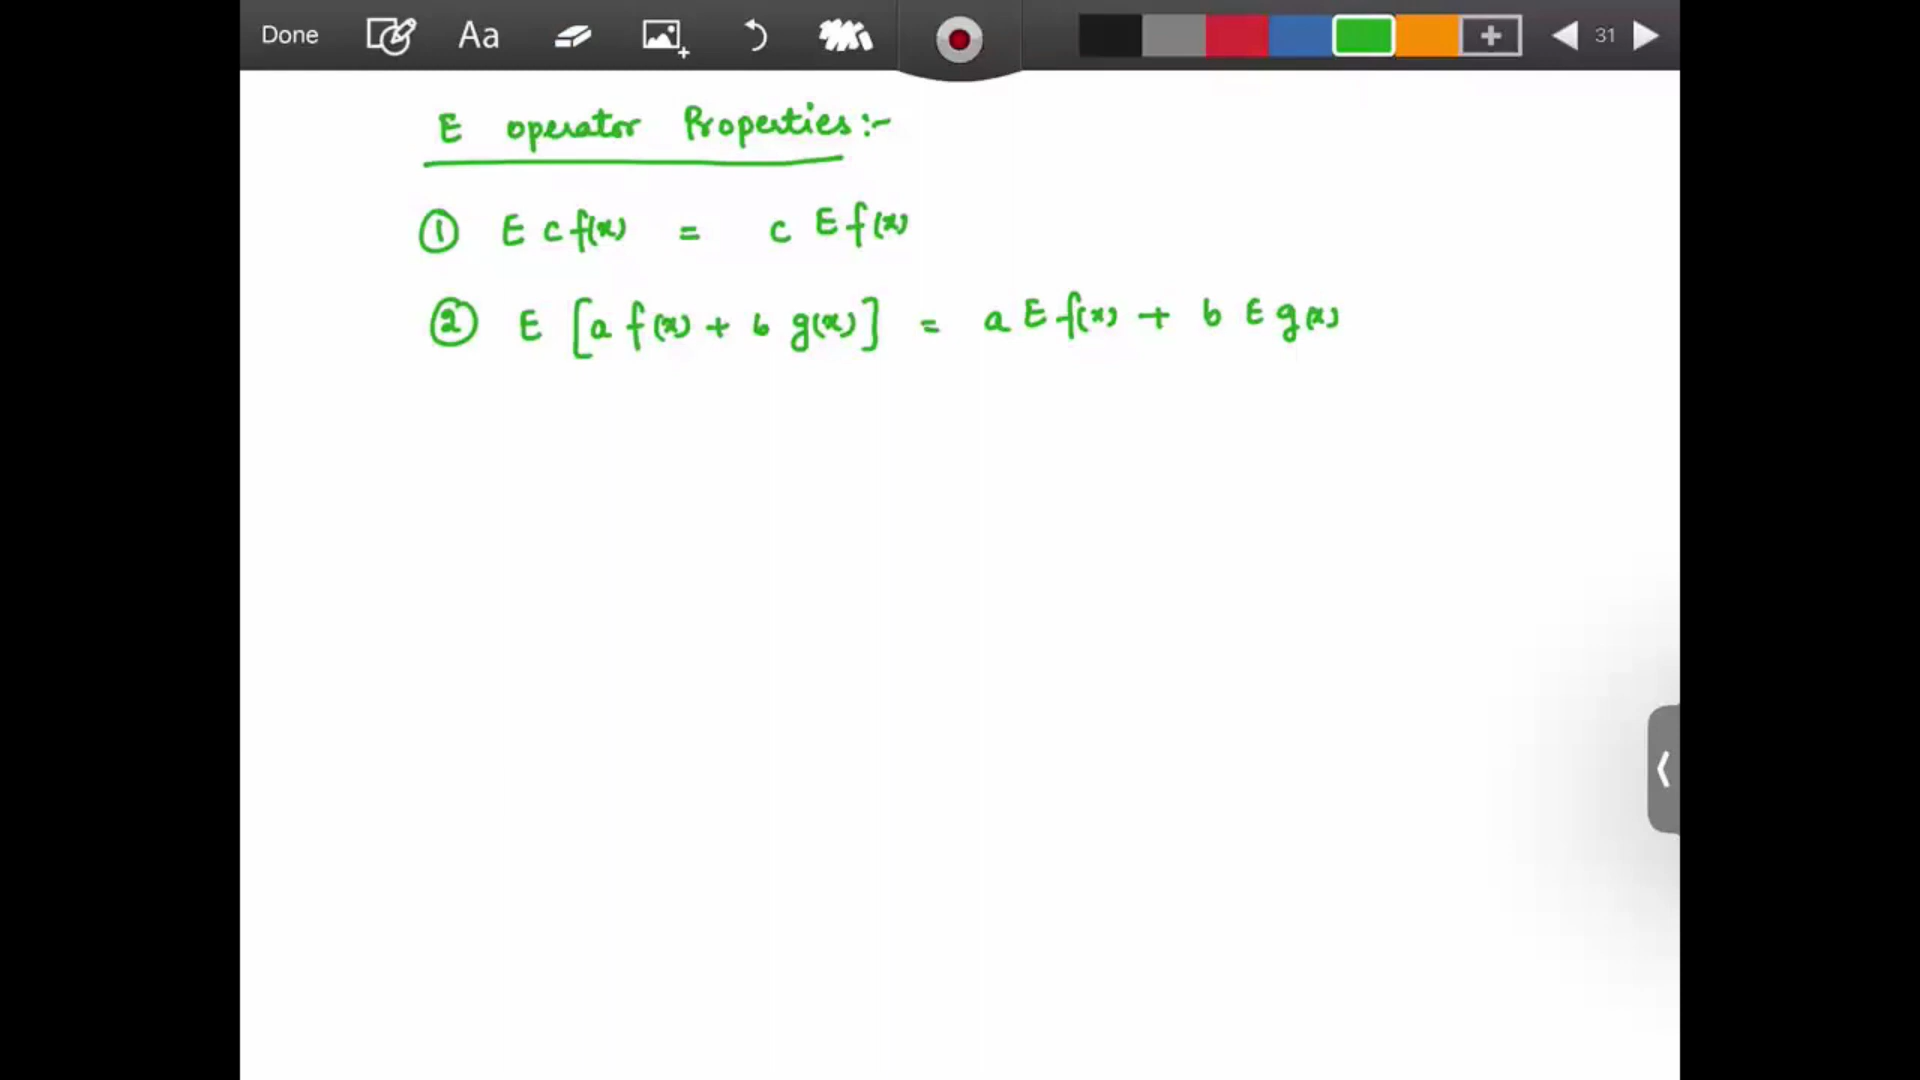 Done Aa 31
E operator Properties:-
① E c f(x) = c E f(x)
② E [a f(x) + b g(x)] = a E f(x) + b E g(x)